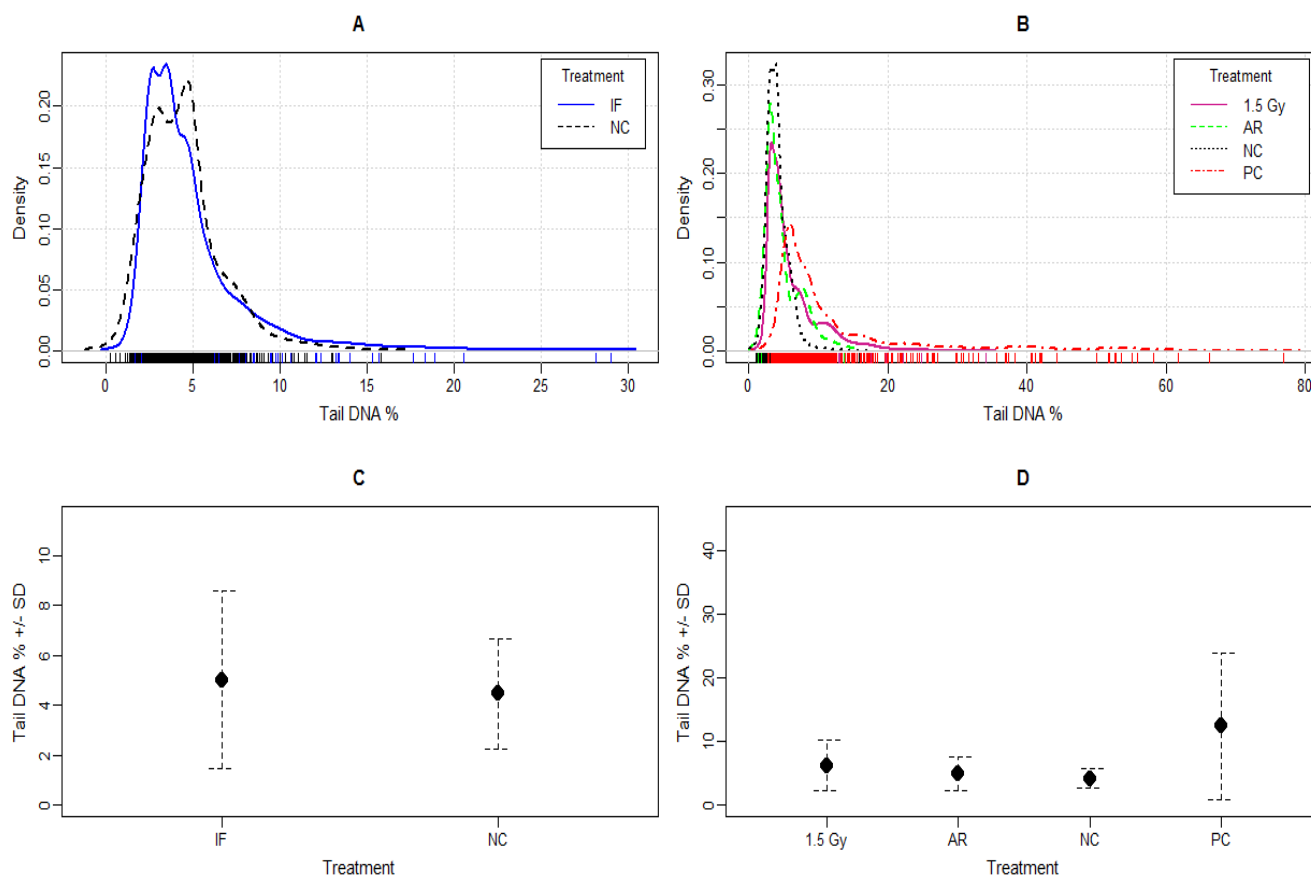 A
Treatment
IF
NC
Density
0.00 0.05 0.10 0.15 0.20
0 5 10 15 20 25 30
Tail DNA %
B
Treatment
1.5 Gy
AR
NC
PC
Density
0.00 0.10 0.20 0.30
0 20 40 60 80
Tail DNA %
C
Tail DNA % +/- SD
0 2 4 6 8 10
IF NC
Treatment
D
Tail DNA % +/- SD
0 10 20 30 40
1.5 Gy AR NC PC
Treatment